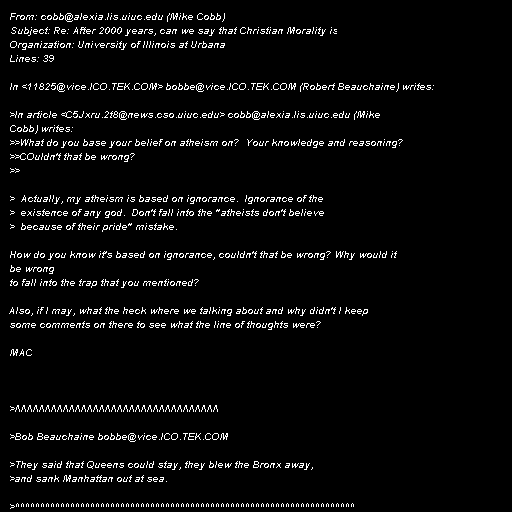 From: cobb@alexia.lis.uiuc.edu (Mike Cobb)
Subject: Re: After 2000 years, can we say that Christian Morality is
Organization: University of Illinois at Urbana
Lines: 39

In <11825@vice.ICO.TEK.COM> bobbe@vice.ICO.TEK.COM (Robert Beauchaine) writes:

>In article <C5Jxru.2t8@news.cso.uiuc.edu> cobb@alexia.lis.uiuc.edu (Mike
Cobb) writes:
>>What do you base your belief on atheism on?  Your knowledge and reasoning?
>>COuldn't that be wrong?
>>

>  Actually, my atheism is based on ignorance.  Ignorance of the
>  existence of any god.  Don't fall into the "atheists don't believe
>  because of their pride" mistake.

How do you know it's based on ignorance, couldn't that be wrong? Why would it
be wrong
to fall into the trap that you mentioned?

Also, if I may, what the heck where we talking about and why didn't I keep
some comments on there to see what the line of thoughts were?

MAC

>/\/\/\/\/\/\/\/\/\/\/\/\/\/\/\/\/\/\/\/\/\/\/\/\/\/\/\/\/\/\/\/\/\/\

>Bob Beauchaine bobbe@vice.ICO.TEK.COM

>They said that Queens could stay, they blew the Bronx away,
>and sank Manhattan out at sea.

>^^^^^^^^^^^^^^^^^^^^^^^^^^^^^^^^^^^^^^^^^^^^^^^^^^^^^^^^^^^^^^^^^^^^